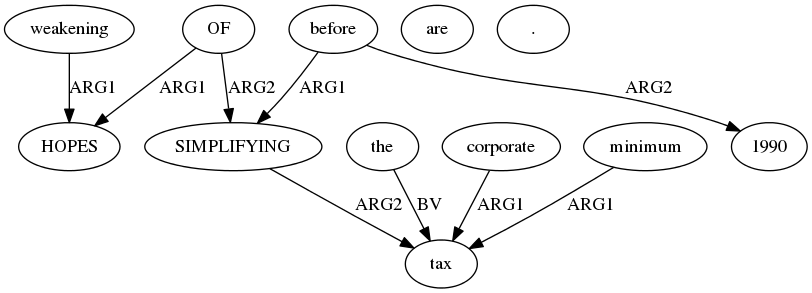 weakening OF before are .
ARG1 ARG1 ARG2 ARG1 ARG2
HOPES SIMPLIFYING the corporate minimum 1990
ARG2 BV ARG1 ARG1
tax